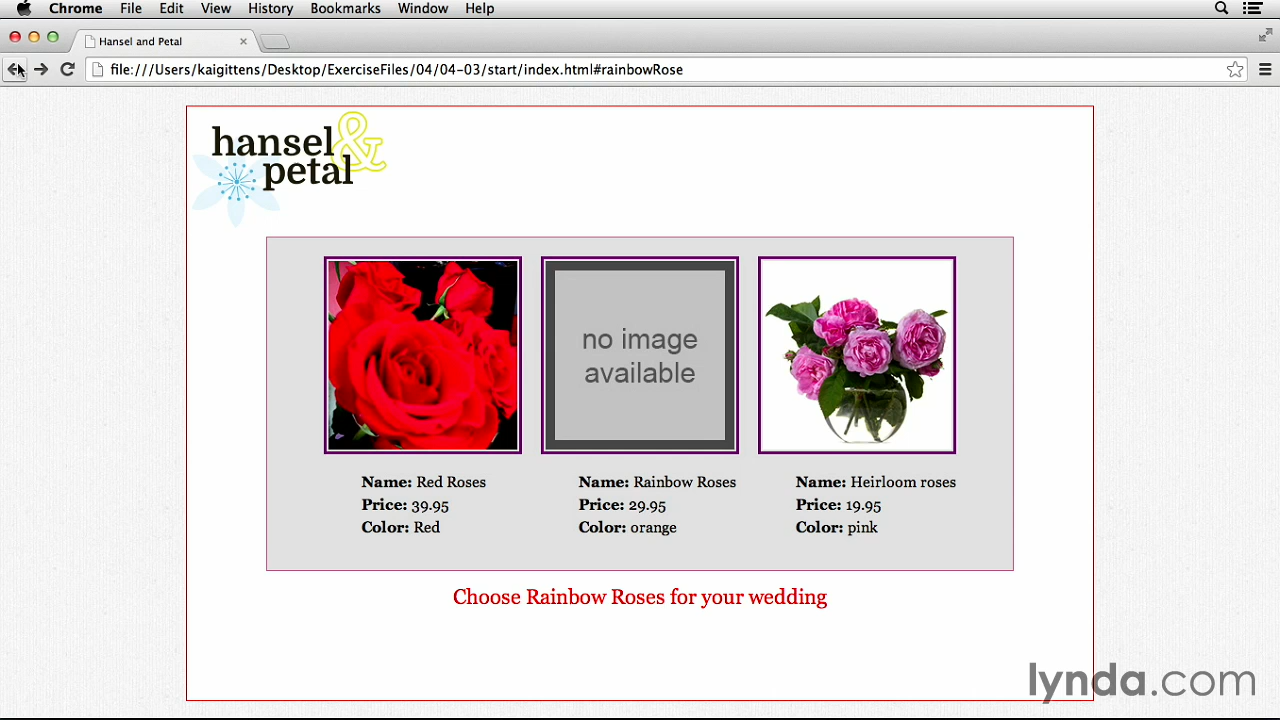 Chrome File Edit View History Bookmarks Window Help
Hansel and Petal
file:///Users/kaigittens/Desktop/ExerciseFiles/04/04-03/start/index.html#rainbowRose
hansel &
petal
no image
available
Name: Red Roses
Price: 39.95
Color: Red
Name: Rainbow Roses
Price: 29.95
Color: orange
Name: Heirloom roses
Price: 19.95
Color: pink
Choose Rainbow Roses for your wedding
lynda.com